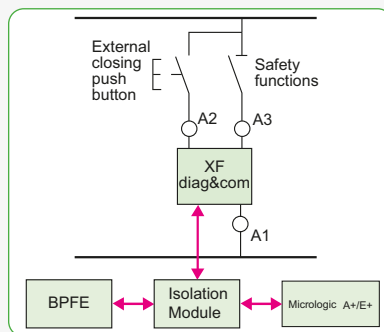 External
closing
push
button
Safety
functions
A2
A3
XF
diag&com
A1
BPFE
Isolation
Module
Micrologic A+/E+